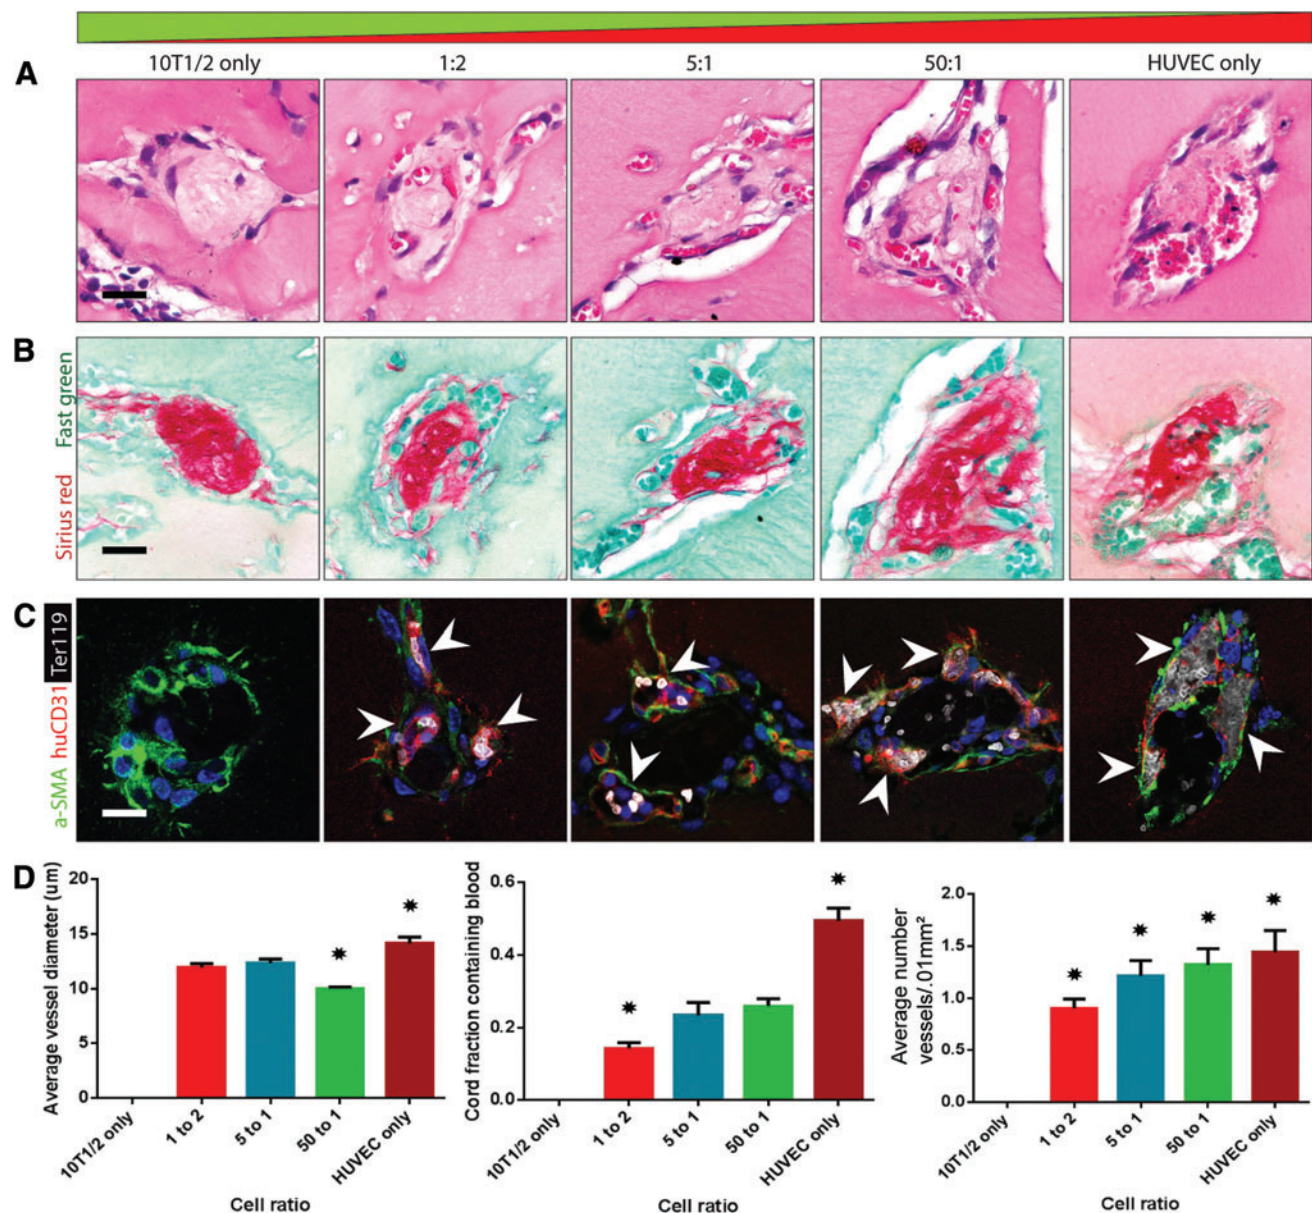 10T1/2 only 1:2 5:1 50:1 HUVEC only
A
B
Sirius red Fast green
C
a-SMA huCD31 Ter119
D
Average vessel diameter (um)
20
15
10
5
0
10T1/2 only
1 to 2
5 to 1
50 to 1
HUVEC only
Cell ratio
Cord fraction containing blood
0.6
0.4
0.2
0.0
10T1/2 only
1 to 2
5 to 1
50 to 1
HUVEC only
Cell ratio
Average number
vessels/.01mm²
2.0
1.5
1.0
0.5
0.0
10T1/2 only
1 to 2
5 to 1
50 to 1
HUVEC only
Cell ratio